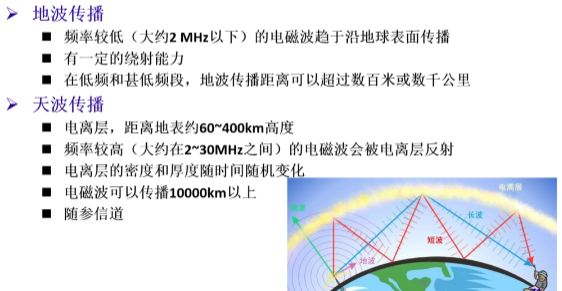 地波传播
频率较低（大约2 MHz以下）的电磁波趋于沿地球表面传播
有一定的绕射能力
在低频和甚低频段，地波传播距离可以超过数百米或数千公里
天波传播
电离层，距离地表约60~400km高度
频率较高（大约在2~30MHz之间）的电磁波会被电离层反射
电离层的密度和厚度随时间随机变化
电磁波可以传播10000km以上
随参信道
电离层
长波
短波
地波